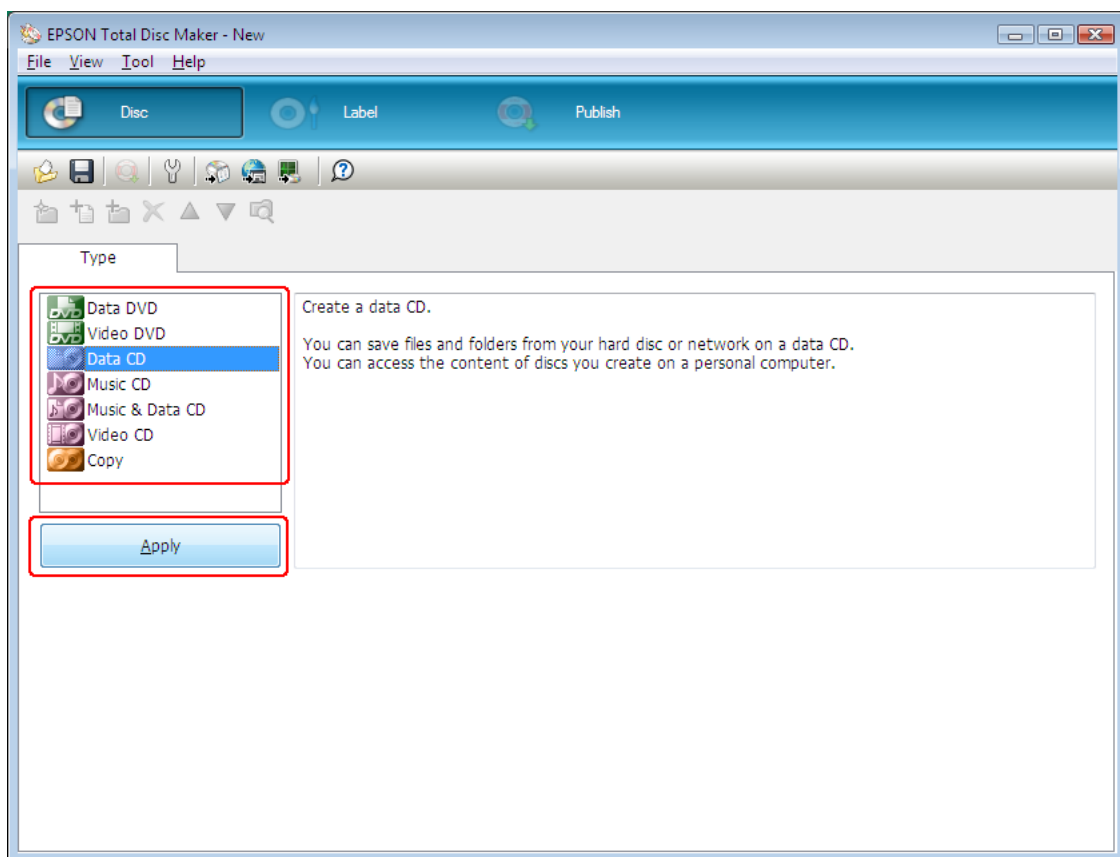 EPSON Total Disc Maker - New
File View Tool Help
Disc Label Publish
Type
Data DVD
Video DVD
Data CD
Music CD
Music & Data CD
Video CD
Copy
Apply
Create a data CD.
You can save files and folders from your hard disc or network on a data CD.
You can access the content of discs you create on a personal computer.